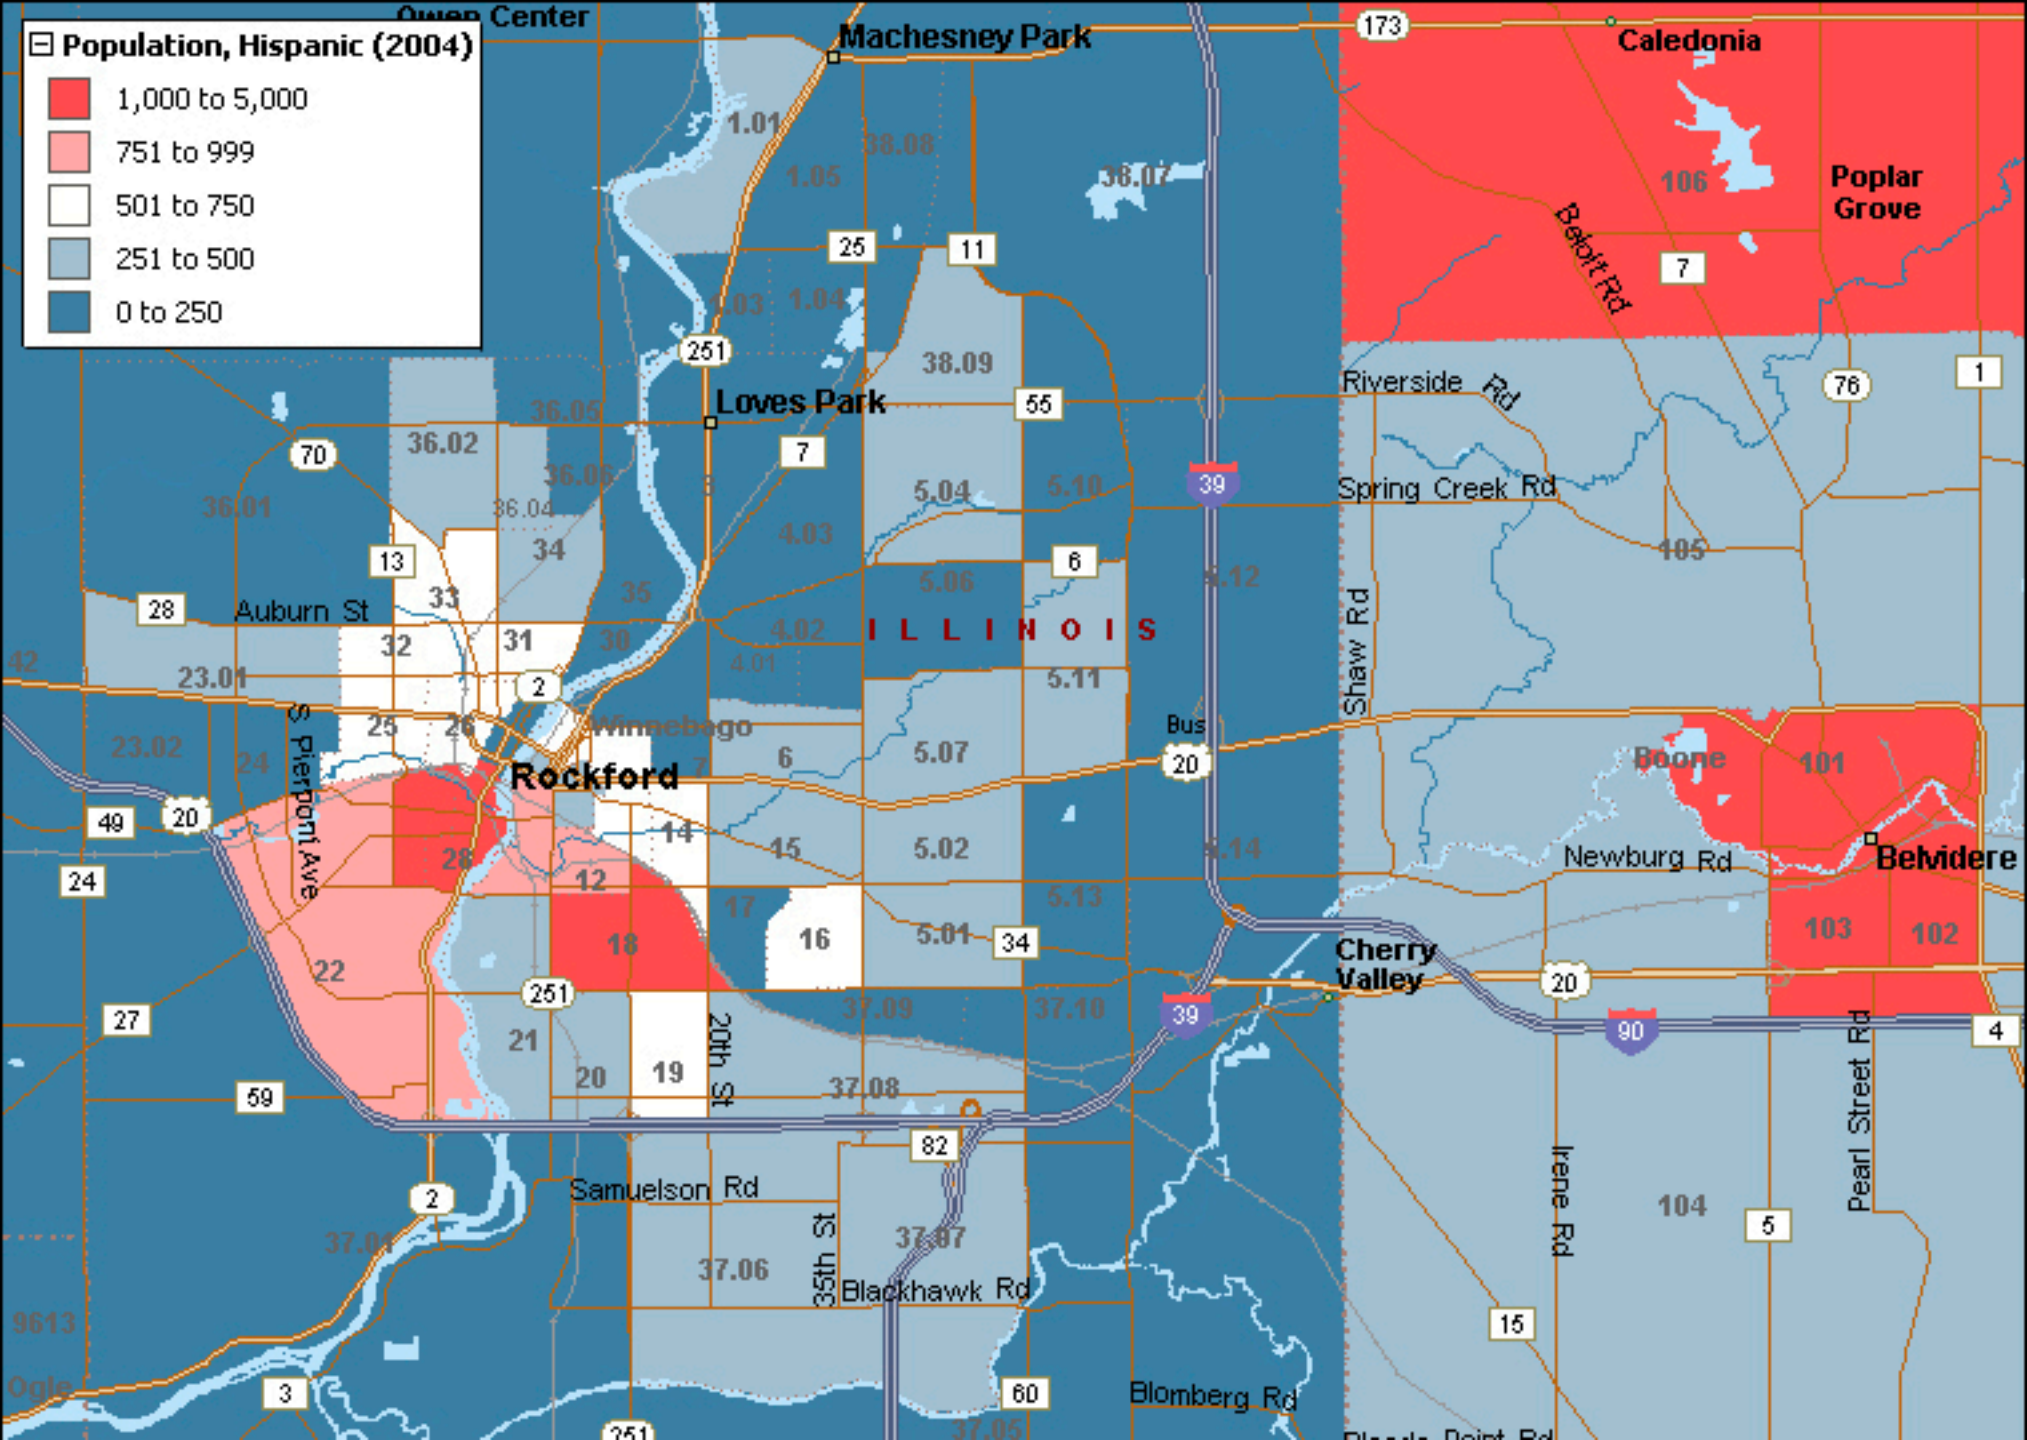 Owen Center
Population, Hispanic (2004)
1,000 to 5,000
751 to 999
501 to 750
251 to 500
0 to 250
Machesney Park
173
Caledonia
1.01
38.08
1.05
38.07
106
Poplar
Grove
Beloit Rd
25
11
7
1.03
1.04
251
38.09
Riverside Rd
76
1
Loves Park
55
36.05
36.02
70
7
36.06
3
36.01
36.04
5.04
5.10
39
Spring Creek Rd
4.03
34
13
105
6
5.06
33
35
28
Auburn St
Shaw Rd
32
31
30
4.02
ILLINOIS
42
4.01
23.01
2
5.11
S Pierpont Ave
25
26
Winnebago
Bus
20
23.02
24
6
5.07
7
Rockford
Boone
101
20
49
14
15
5.02
28
Newburg Rd
Belvidere
24
12
5.13
17
18
16
5.01
34
103
102
Cherry
Valley
22
251
20
27
37.09
37.10
39
90
4
21
20th St
20
19
37.08
59
Pearl Street Rd
82
Irene Rd
2
Samuelson Rd
104
35th St
5
37.01
37.07
37.06
Blackhawk Rd
9613
15
Ogle
3
60
Blomberg Rd
37.05
251